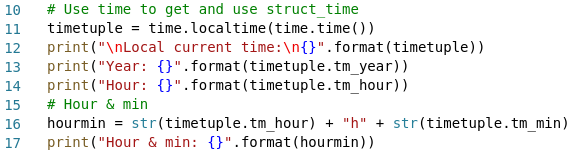 10 # Use time to get and use struct_time
11 timetuple = time.localtime(time.time())
12 print("\nLocal current time:\n{}".format(timetuple))
13 print("Year: {}".format(timetuple.tm_year))
14 print("Hour: {}".format(timetuple.tm_hour))
15 # Hour & min
16 hourmin = str(timetuple.tm_hour) + "h" + str(timetuple.tm_min)
17 print("Hour & min: {}".format(hourmin))